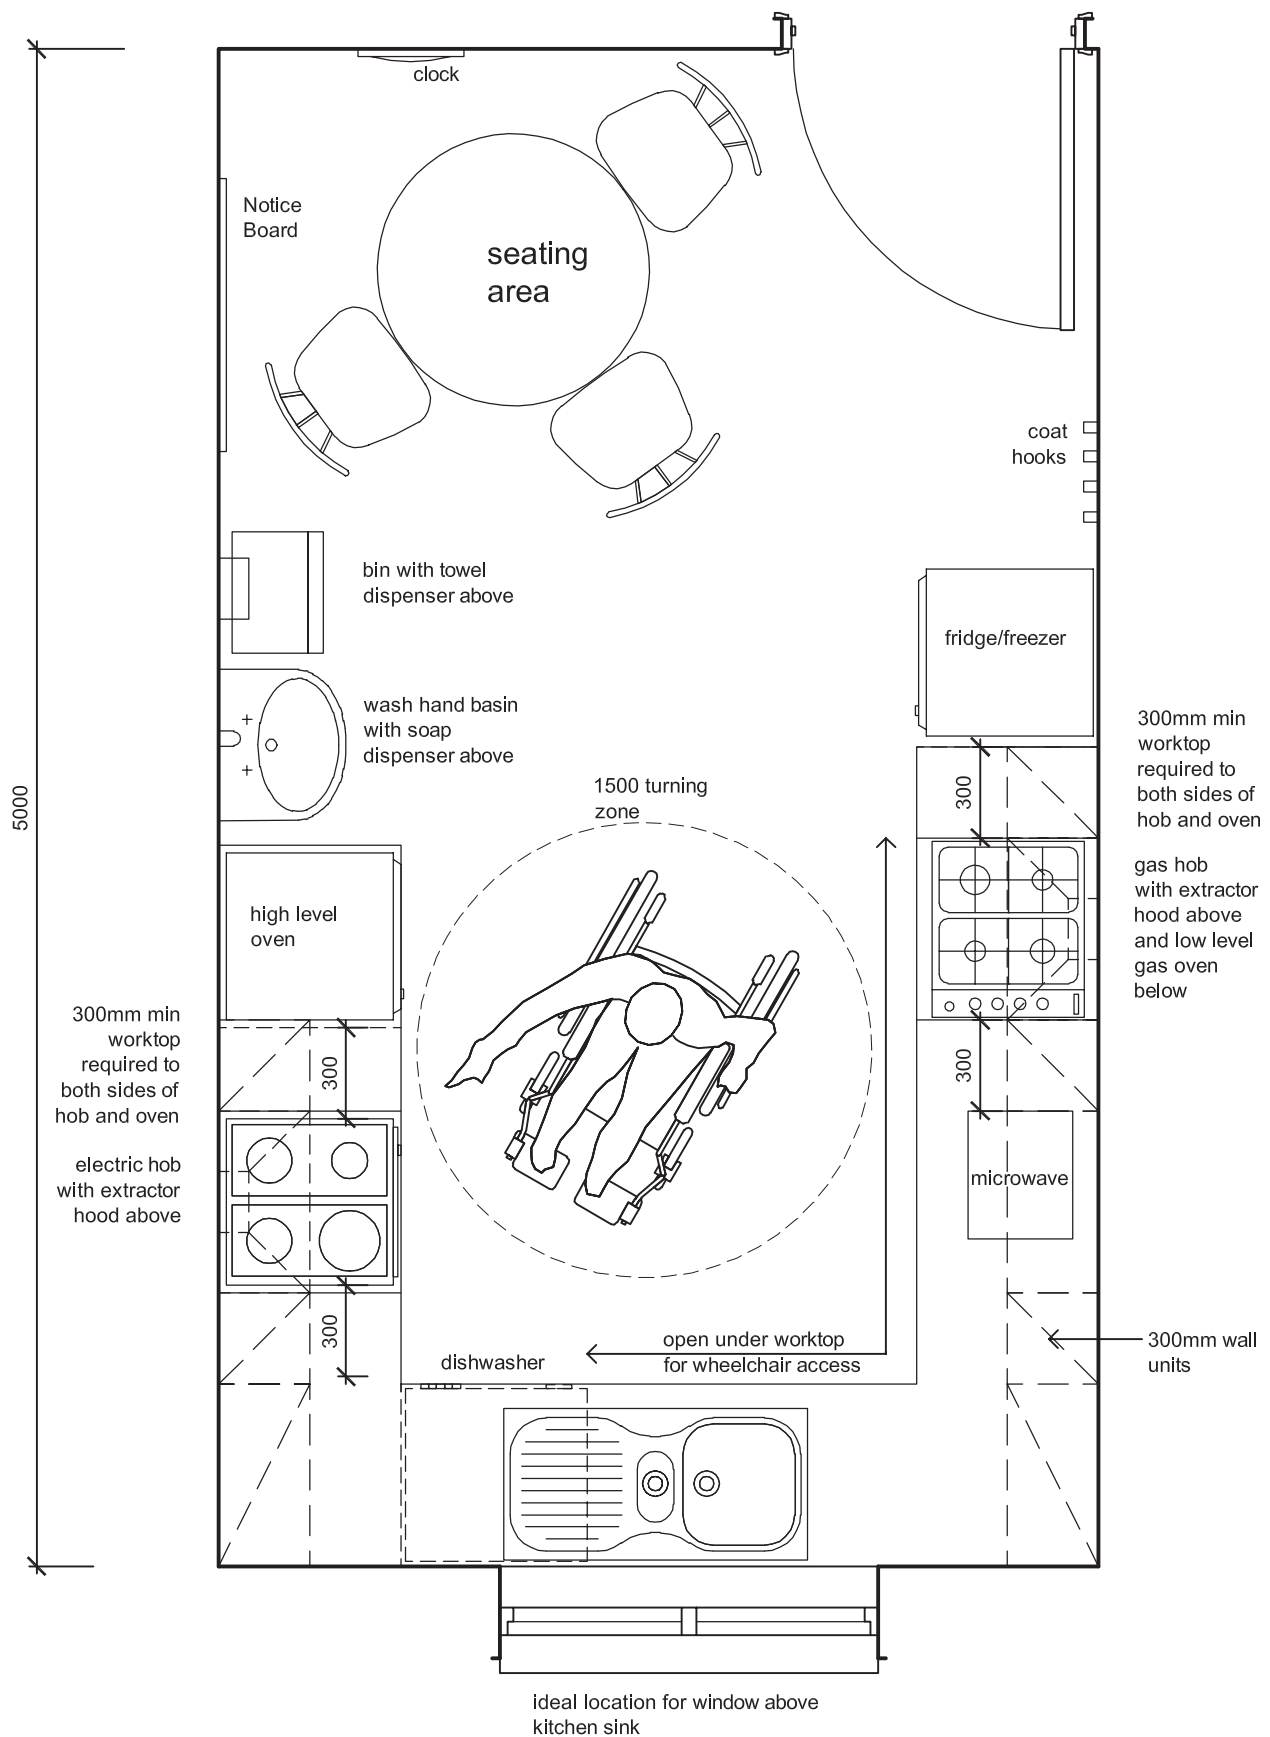 clock
Notice
Board
seating
area
coat
hooks
bin with towel
dispenser above
fridge/freezer
wash hand basin
with soap
dispenser above
300mm min
worktop
required to
both sides of
hob and oven
5000
1500 turning
zone
300
gas hob
with extractor
hood above
and low level
gas oven
below
high level
oven
300mm min
worktop
required to
both sides of
hob and oven
300
300
electric hob
with extractor
hood above
microwave
300
open under worktop
for wheelchair access
300mm wall
units
dishwasher
ideal location for window above
kitchen sink